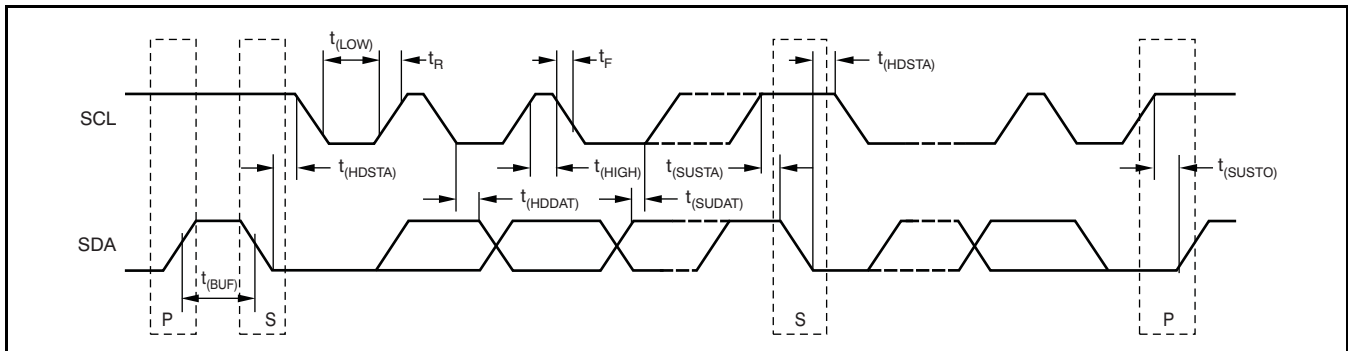 t(LOW)
tR
tF
t(HDSTA)
SCL
t(HDSTA)
t(HIGH)
t(SUSTA)
t(SUSTO)
t(HDDAT)
t(SUDAT)
SDA
t(BUF)
P
S
S
P